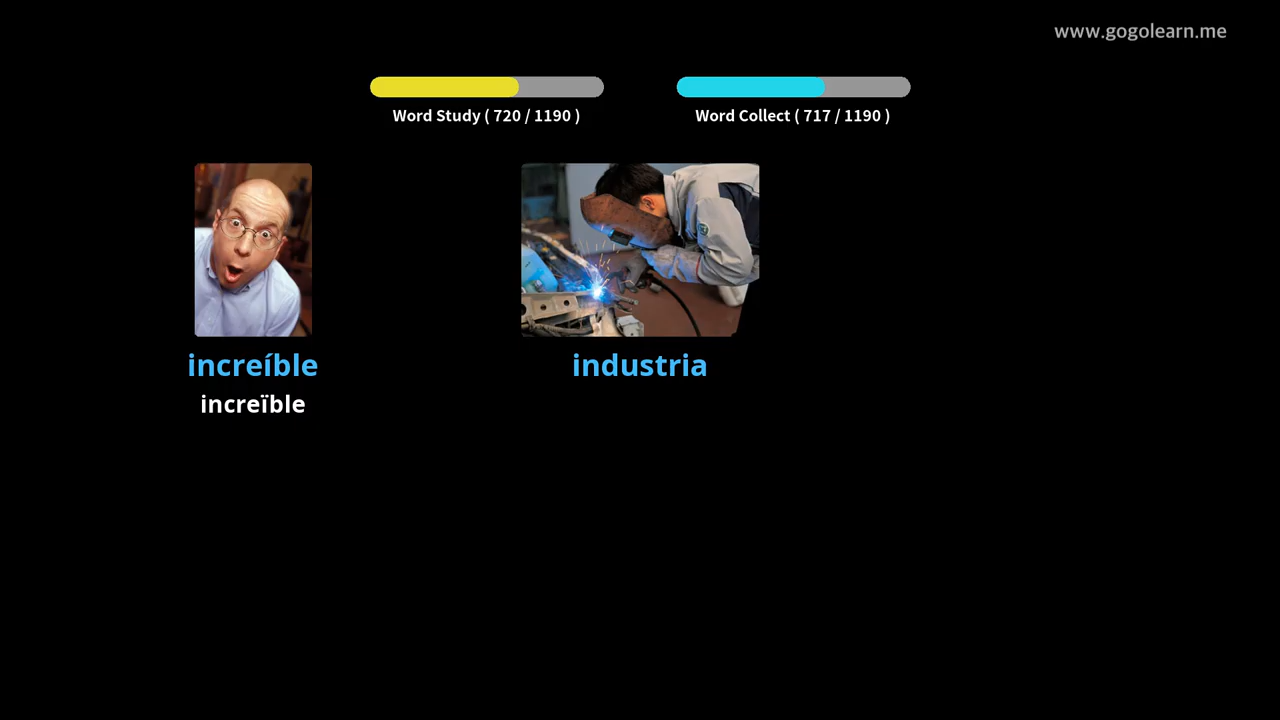 www.gogolearn.me
Word Study ( 720 / 1190 )
Word Collect ( 717 / 1190 )
increíble
increïble
industria